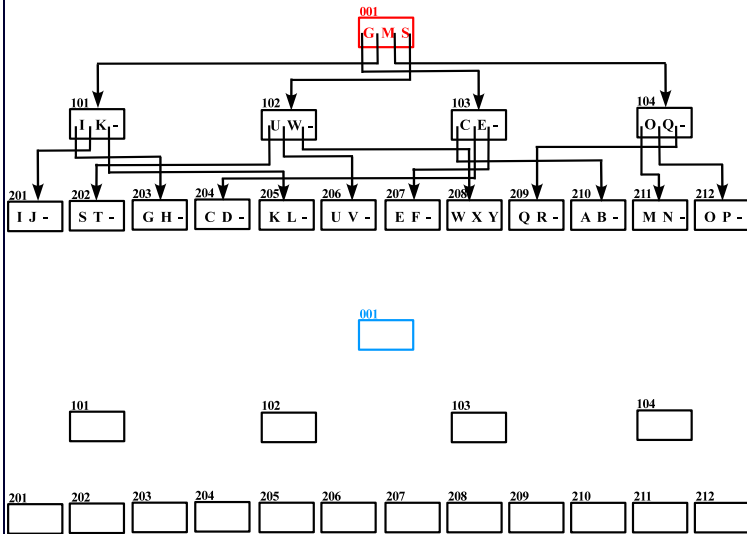 001
G M S
101 102 103 104
I K - U W - C E - O Q -
201 202 203 204 205 206 207 208 209 210 211 212
I J - S T - G H - C D - K L - U V - E F - W X Y Q R - A B - M N - O P -
001
101 102 103 104
201 202 203 204 205 206 207 208 209 210 211 212